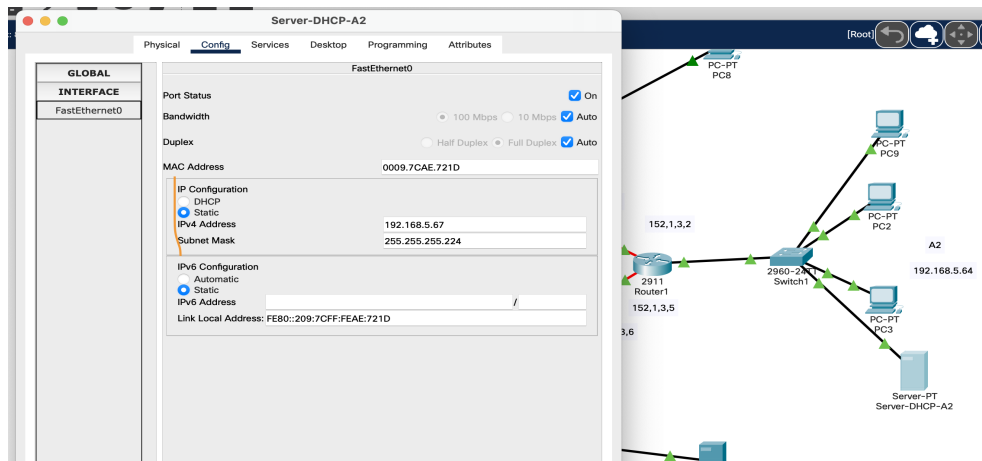 Server-DHCP-A2
Physical Config Services Desktop Programming Attributes
GLOBAL
INTERFACE
FastEthernet0
FastEthernet0
Port Status On
Bandwidth 100 Mbps 10 Mbps Auto
Duplex Half Duplex Full Duplex Auto
MAC Address 0009.7CAE.721D
IP Configuration
DHCP
Static
IPv4 Address 192.168.5.67
Subnet Mask 255.255.255.224
IPv6 Configuration
Automatic
Static
IPv6 Address /
Link Local Address: FE80::209:7CFF:FEAE:721D
[Root]
PC-PT
PC8
PC-PT
PC9
152,1,3,2
PC-PT
PC2
A2
192.168.5.64
2911
Router1
2960-24TT
Switch1
152,1,3,5
3,6
PC-PT
PC3
Server-PT
Server-DHCP-A2